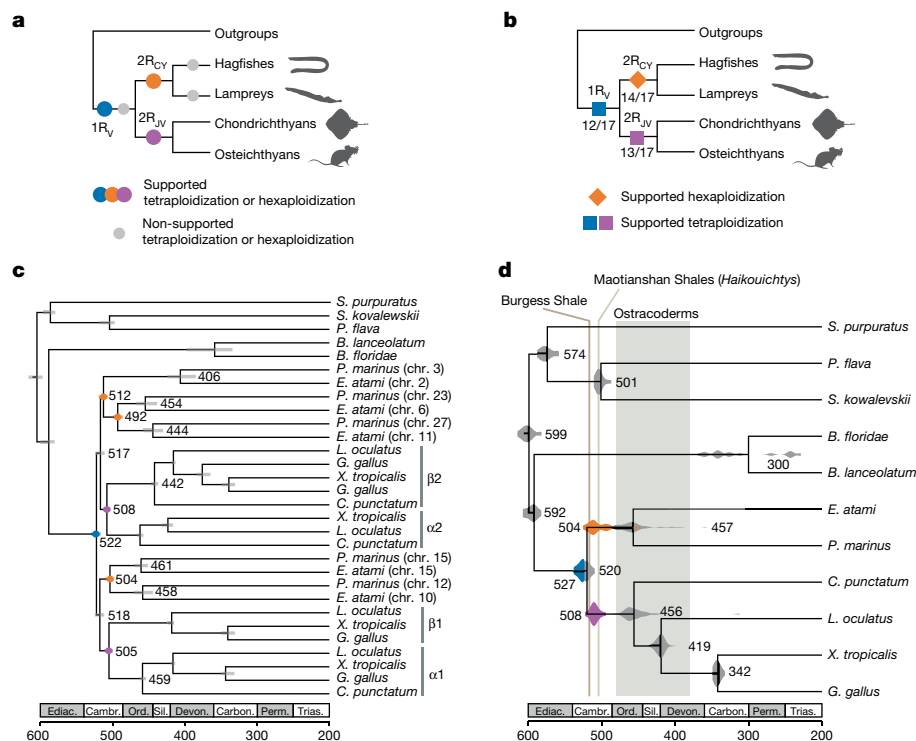 a
Outgroups
2RCY
Hagfishes
Lampreys
1RV
2RJV
Chondrichthyans
Osteichthyans
Supported
tetraploidization or hexaploidization
Non-supported
tetraploidization or hexaploidization
b
Outgroups
2RCY
Hagfishes
14/17
Lampreys
1RV
12/17
2RJV
13/17
Chondrichthyans
Osteichthyans
Supported hexaploidization
Supported tetraploidization
c
S. purpuratus
S. kovalewskii
P. flava
B. lanceolatum
B. floridae
P. marinus (chr. 3)
406
E. atami (chr. 2)
512
P. marinus (chr. 23)
454
E. atami (chr. 6)
492
P. marinus (chr. 27)
444
E. atami (chr. 11)
517
L. oculatus
G. gallus
X. tropicalis
β2
442
G. gallus
508
C. punctatum
X. tropicalis
L. oculatus
α2
522
C. punctatum
P. marinus (chr. 15)
461
E. atami (chr. 15)
504
P. marinus (chr. 12)
458
E. atami (chr. 10)
518
L. oculatus
X. tropicalis
β1
G. gallus
505
L. oculatus
X. tropicalis
α1
459
G. gallus
C. punctatum
Ediac. Cambr. Ord. Sil. Devon. Carbon. Perm. Trias.
600 500 400 300 200
d
Maotianshan Shales (Haikouichtys)
Burgess Shale
Ostracoderms
S. purpuratus
574
P. flava
501
S. kowalevskii
599
B. floridae
300
B. lanceolatum
592
E. atami
504
457
P. marinus
527
520
C. punctatum
508
456
L. oculatus
419
X. tropicalis
342
G. gallus
Ediac. Cambr. Ord. Sil. Devon. Carbon. Perm. Trias.
600 500 400 300 200